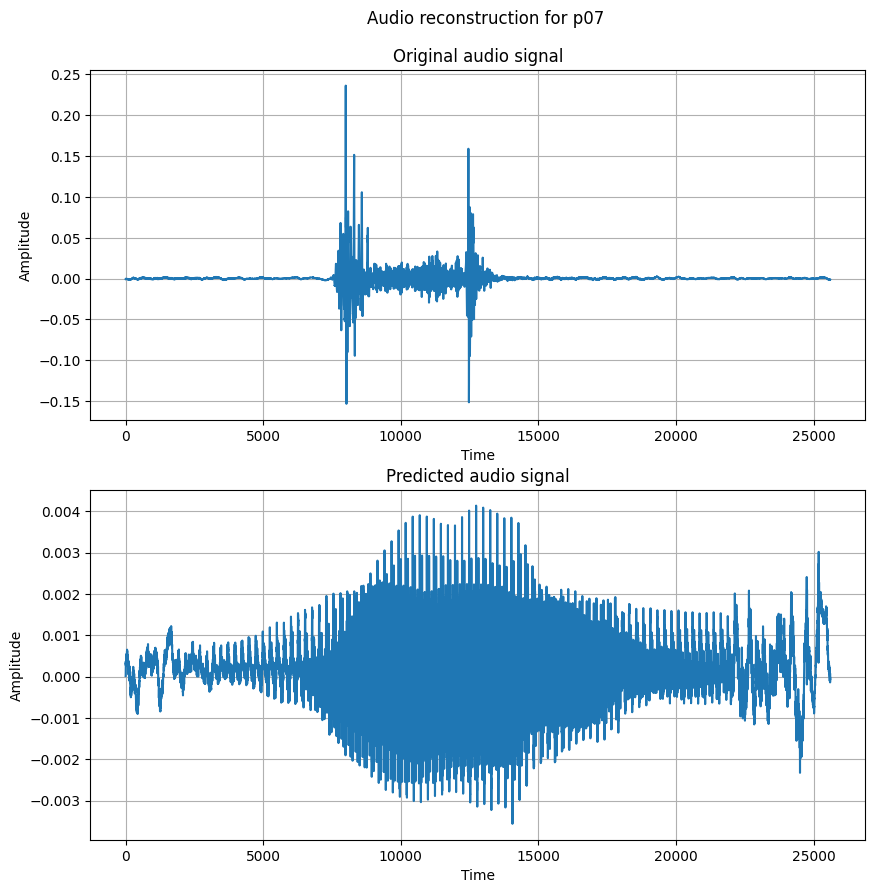 Audio reconstruction for p07
Original audio signal
0.25
0.20
0.15
0.10
0.05
0.00
−0.05
−0.10
−0.15
Amplitude
0 5000 10000 15000 20000 25000
Time
Predicted audio signal
0.004
0.003
0.002
0.001
0.000
−0.001
−0.002
−0.003
Amplitude
0 5000 10000 15000 20000 25000
Time